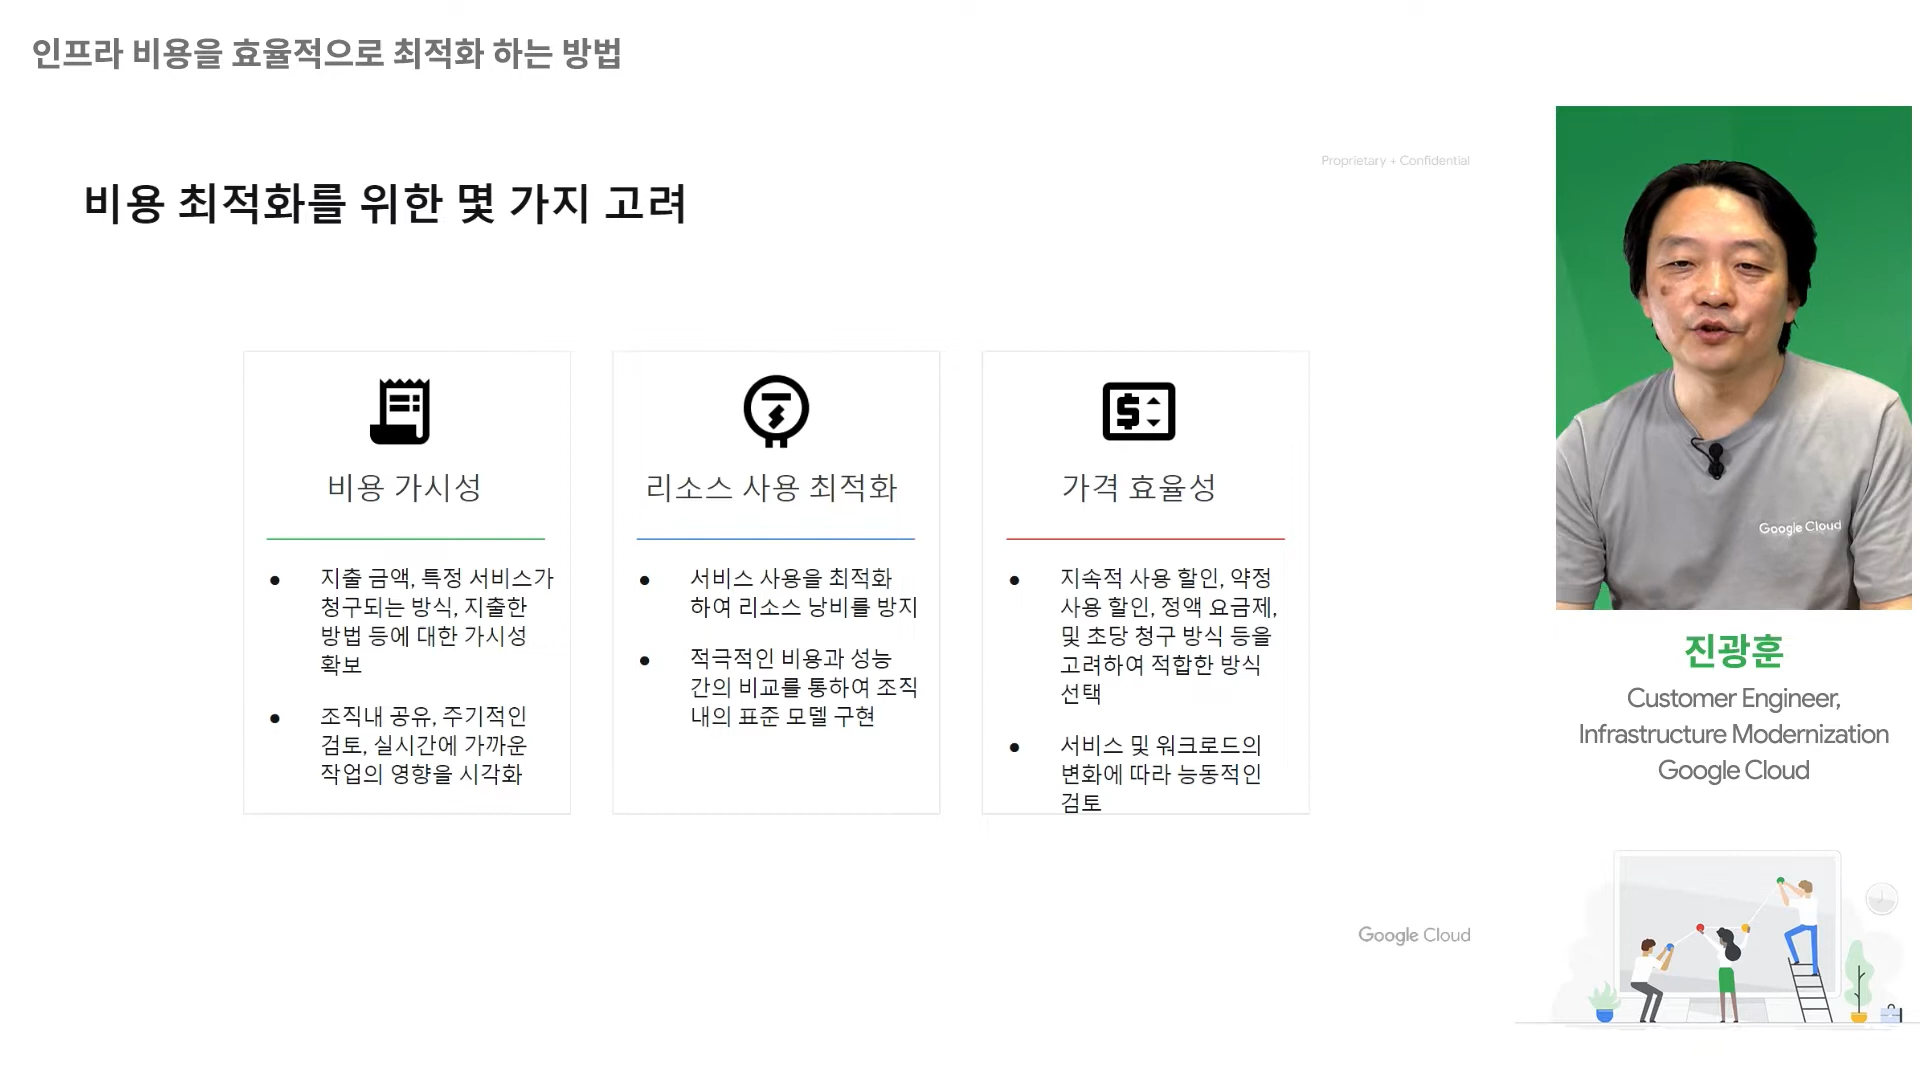 인프라 비용을 효율적으로 최적화 하는 방법
Proprietary + Confidential
비용 최적화를 위한 몇 가지 고려
비용 가시성
● 지출 금액, 특정 서비스가
청구되는 방식, 지출한
방법 등에 대한 가시성
확보
● 조직내 공유, 주기적인
검토, 실시간에 가까운
작업의 영향을 시각화
리소스 사용 최적화
● 서비스 사용을 최적화
하여 리소스 낭비를 방지
● 적극적인 비용과 성능
간의 비교를 통하여 조직
내의 표준 모델 구현
가격 효율성
● 지속적 사용 할인, 약정
사용 할인, 정액 요금제,
및 초당 청구 방식 등을
고려하여 적합한 방식
선택
● 서비스 및 워크로드의
변화에 따라 능동적인
검토
Google Cloud
Google Cloud
진광훈
Customer Engineer,
Infrastructure Modernization
Google Cloud